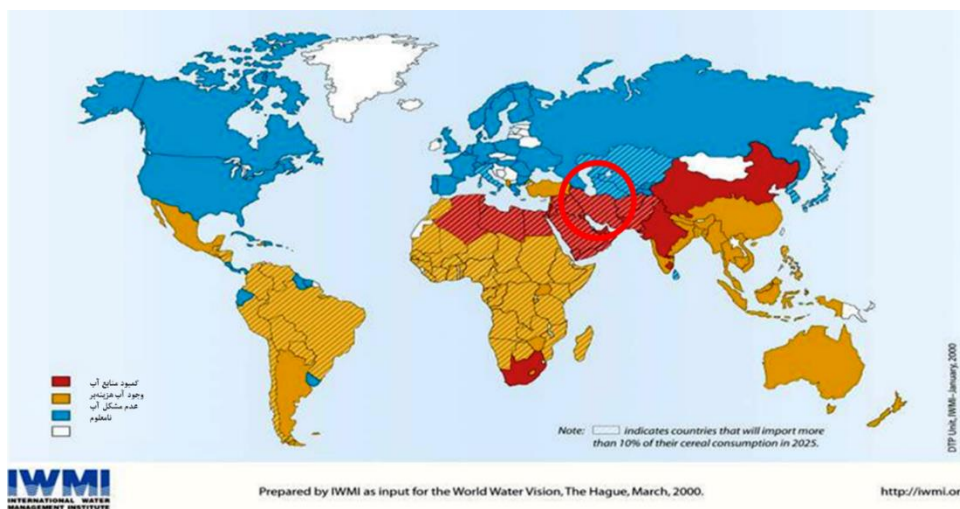 کمبود منابع آب
وجود آب هزینه‌بر
عدم مشکل آب
نامعلوم
Note: indicates countries that will import more
than 10% of their cereal consumption in 2025.
DTP Unit, IWMI-January, 2000
IWMI
INTERNATIONAL WATER
MANAGEMENT INSTITUTE
Prepared by IWMI as input for the World Water Vision, The Hague, March, 2000.
http://iwmi.or